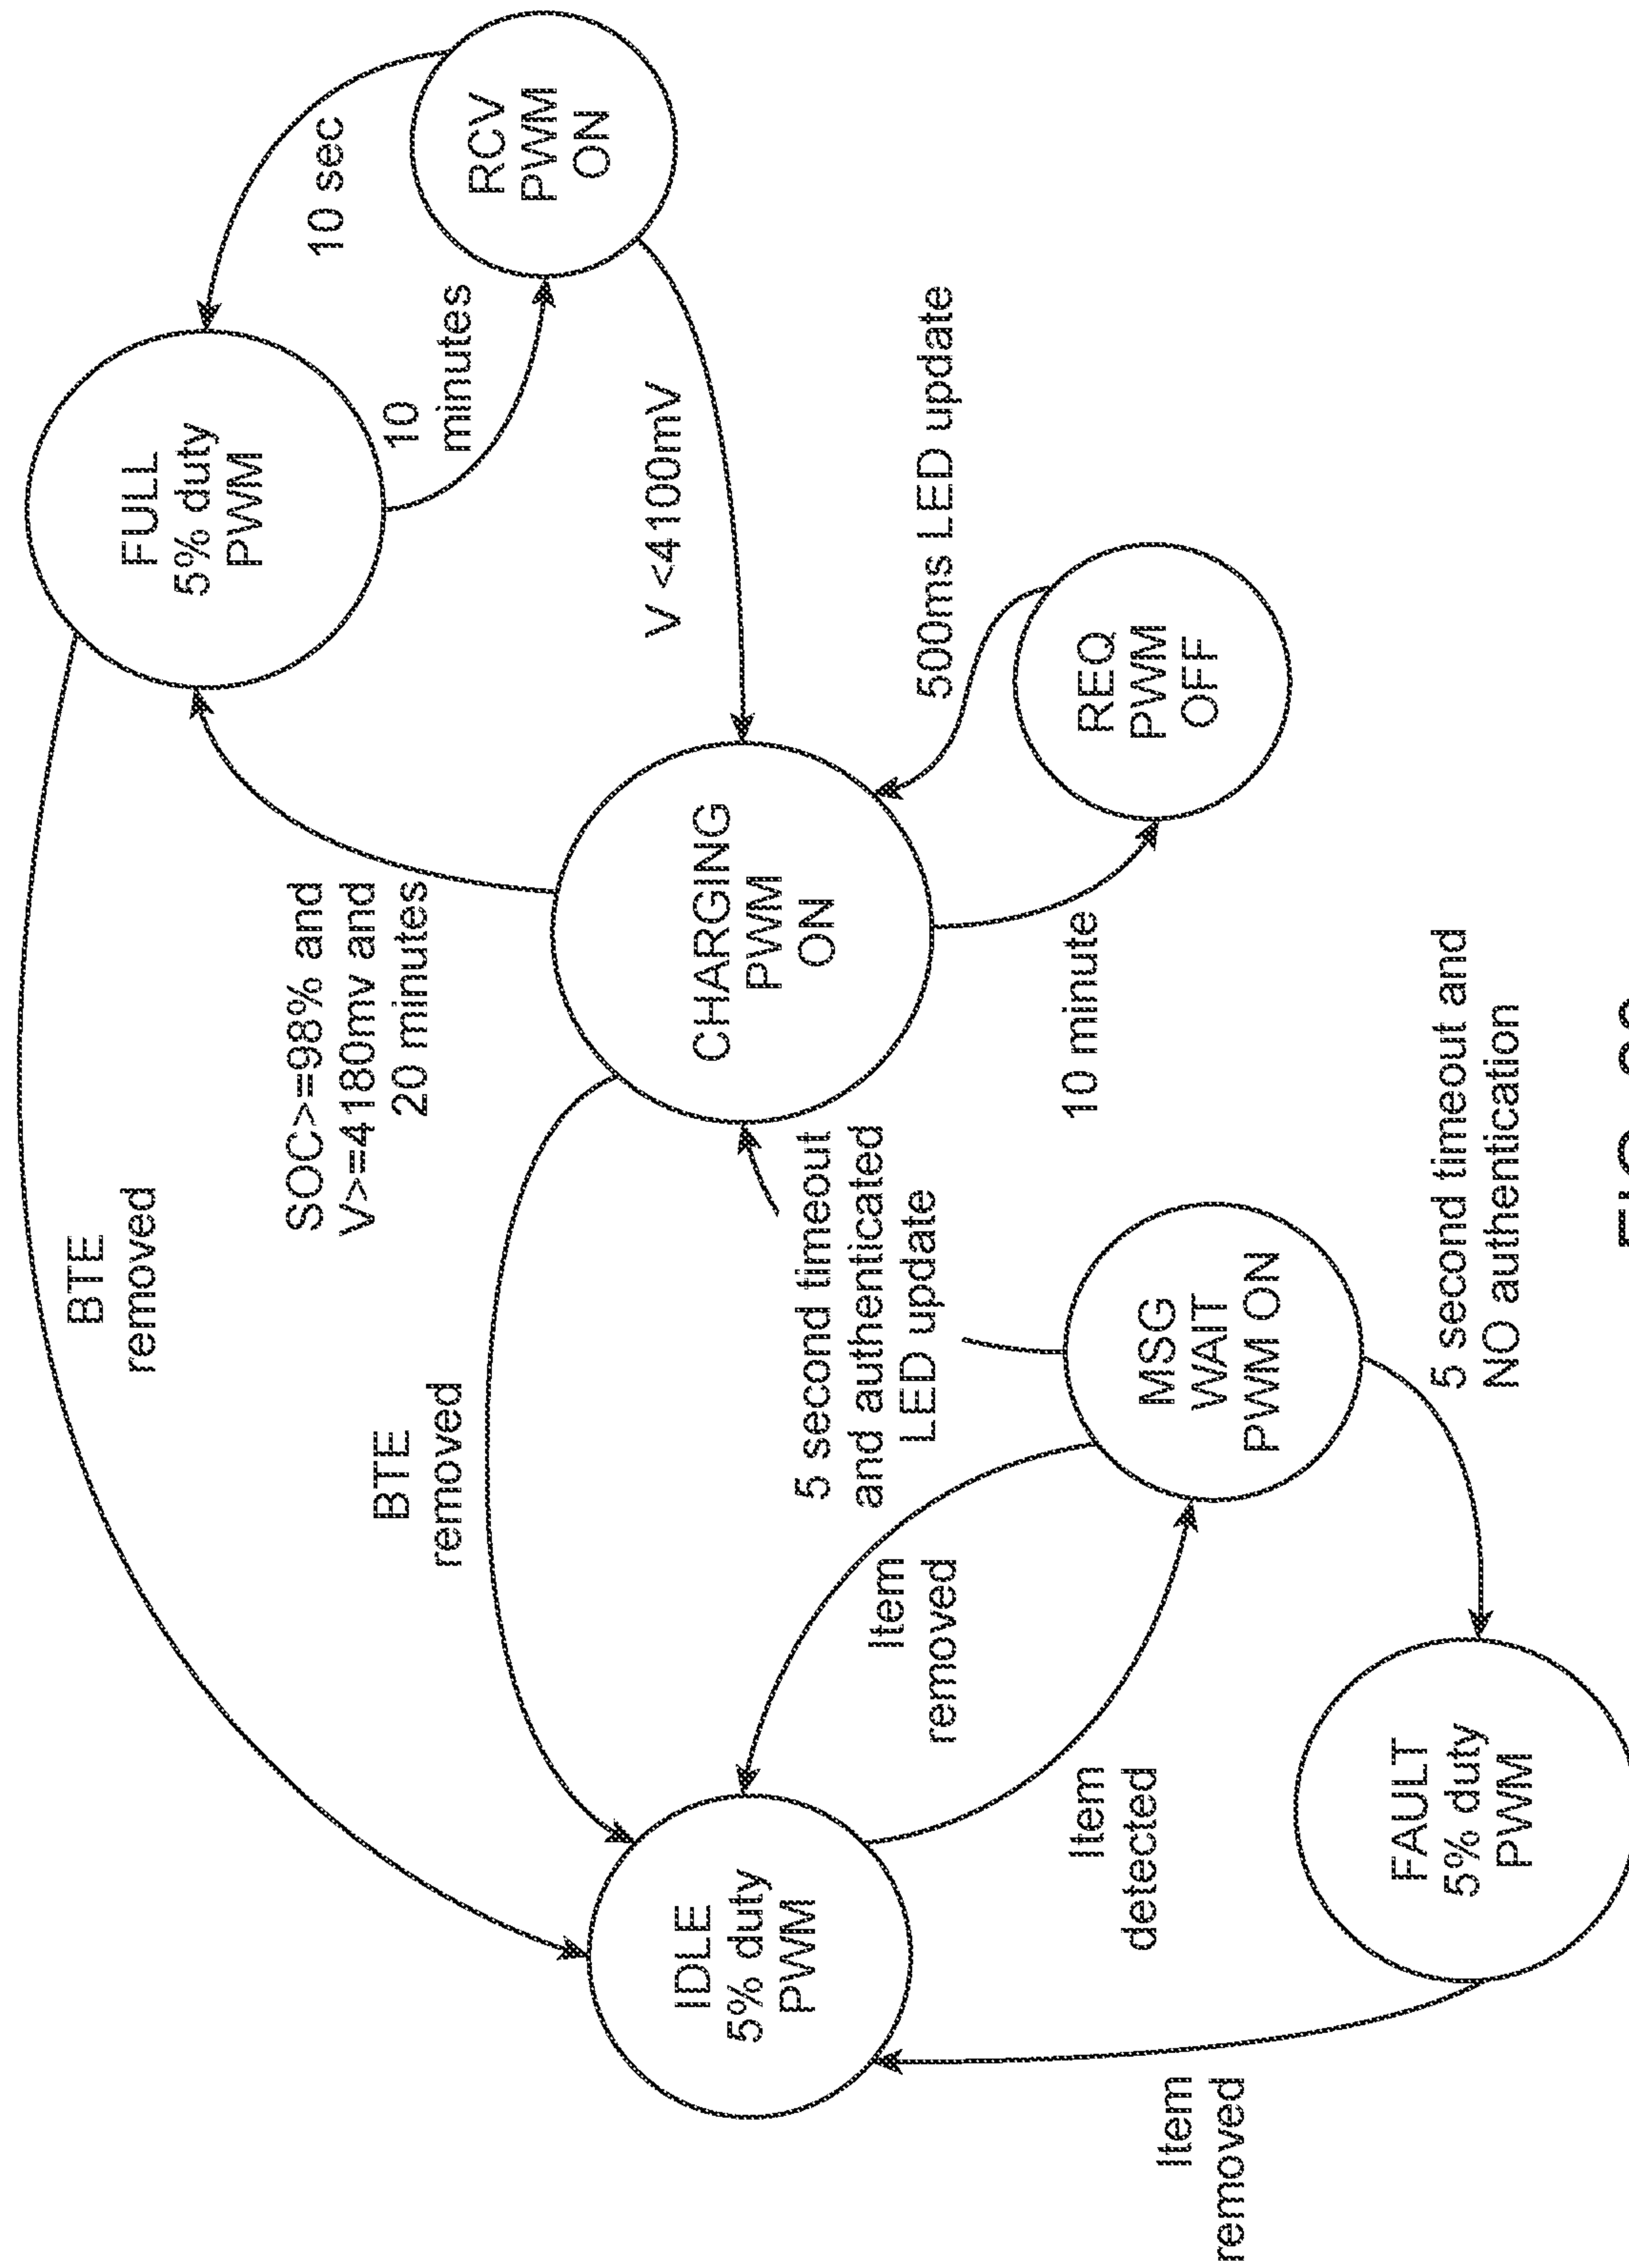 BTE
removed
FULL
5% duty
PWM
10 sec
SOC>=98% and
V>=4180mv and
20 minutes
10
minutes
RCV
PWM
ON
BTE
removed
V <4100mV
IDLE
5% duty
PWM
CHARGING
PWM
ON
5 second timeout
and authenticated
LED update
500ms LED update
Item
removed
10 minute
REQ
PWM
OFF
Item
detected
MSG
WAIT
PWM ON
Item
removed
FAULT
5% duty
PWM
5 second timeout and
NO authentication